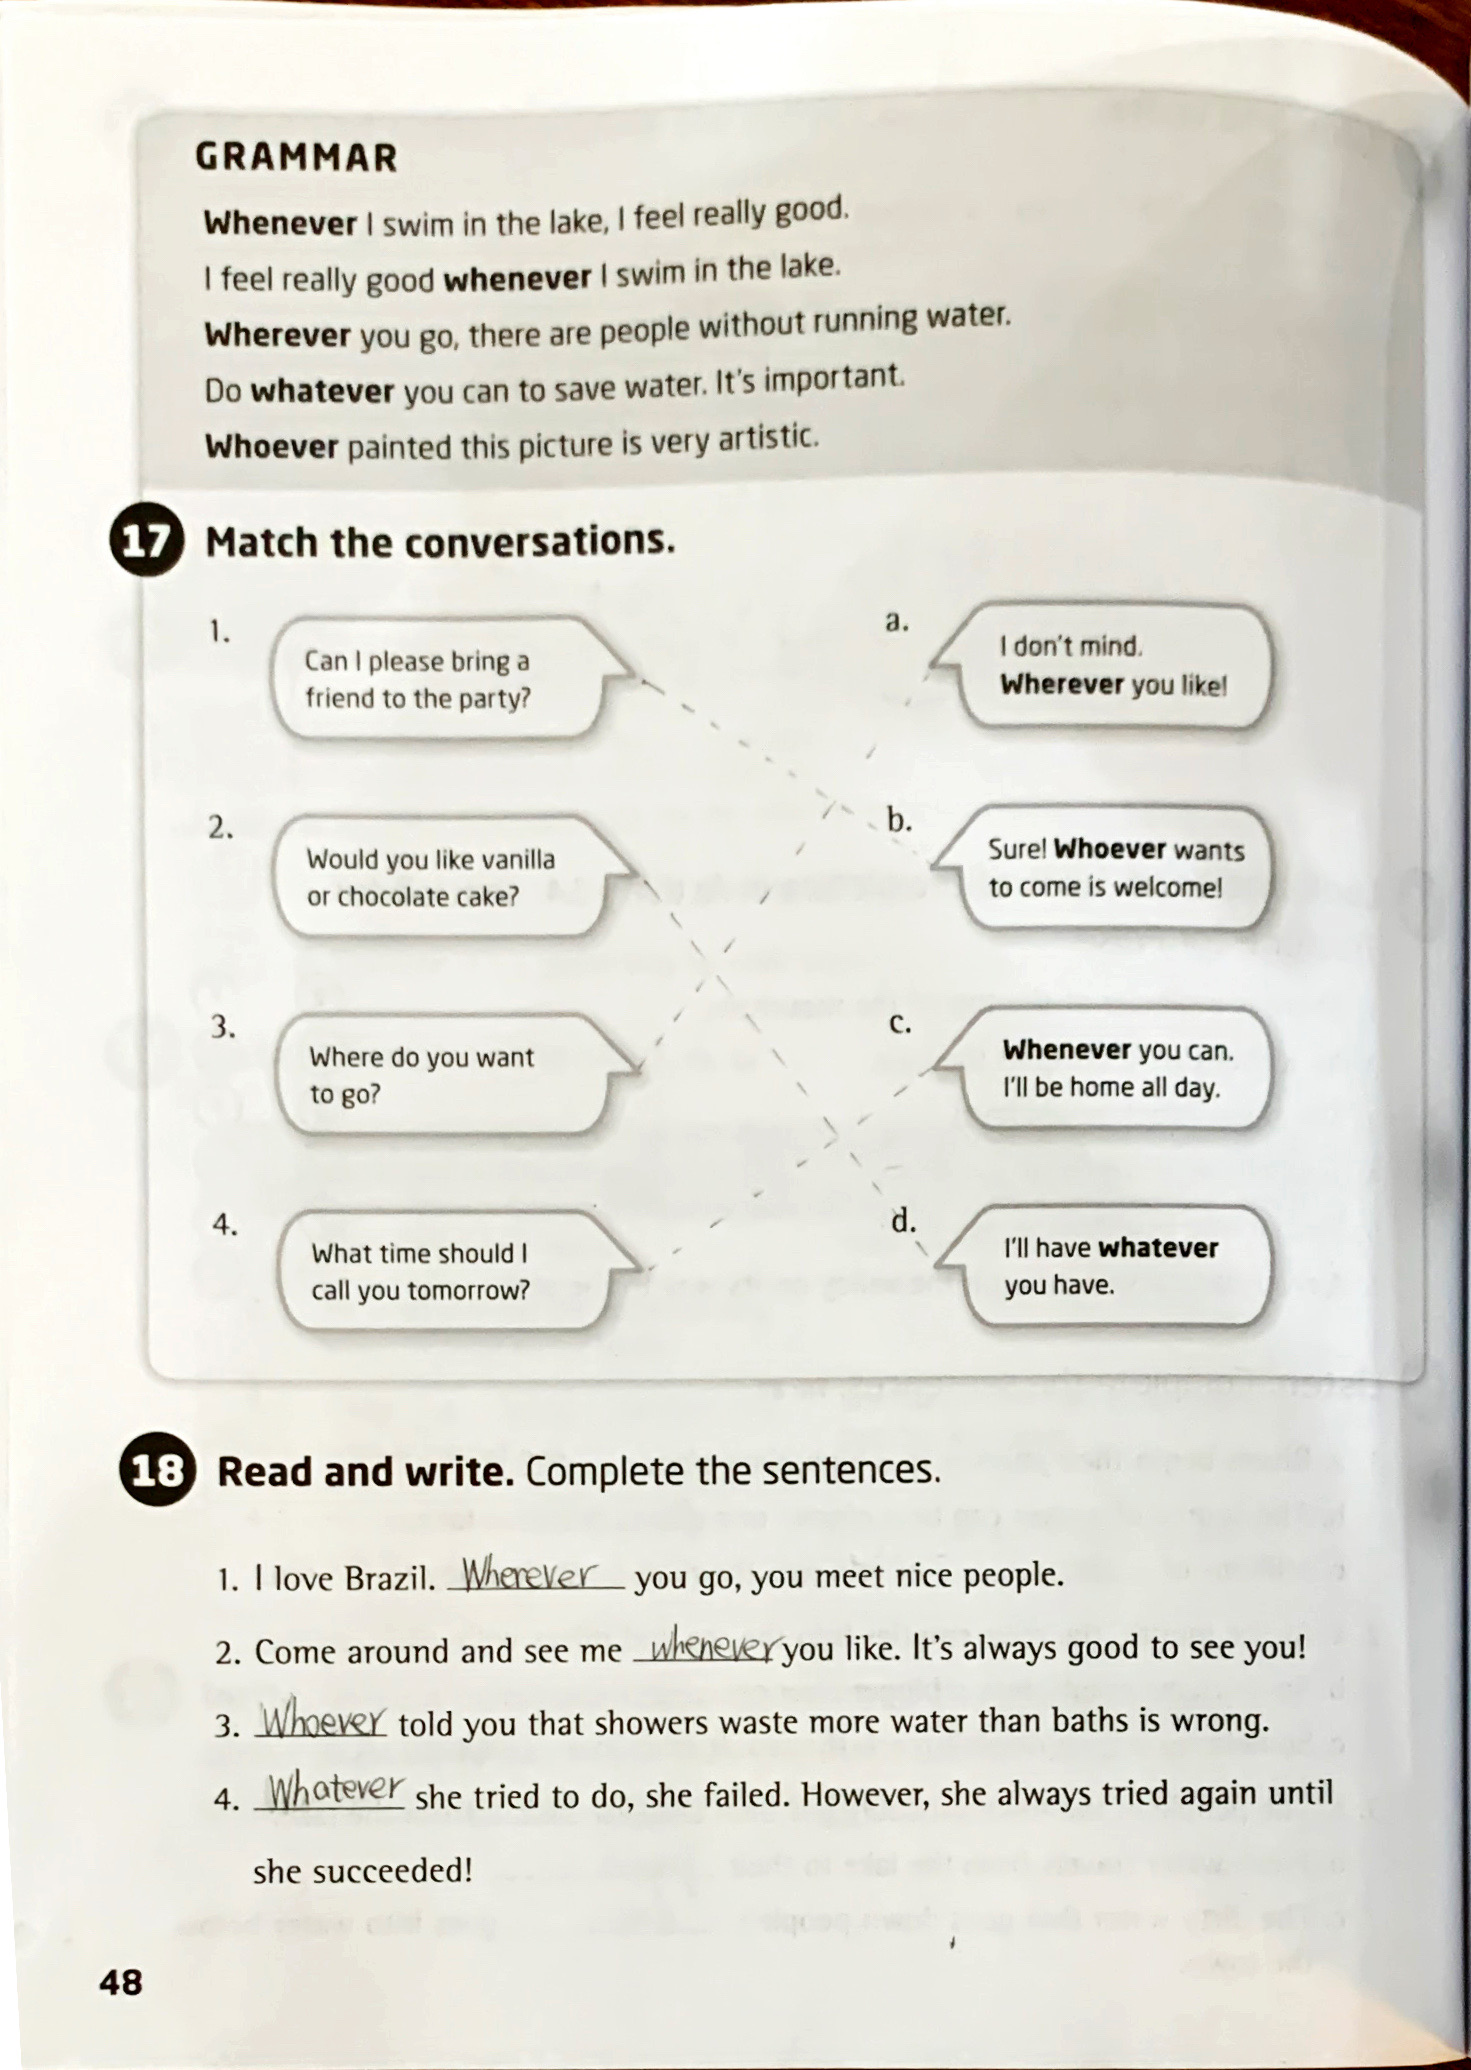 GRAMMAR
Whenever I swim in the lake, I feel really good.
I feel really good whenever I swim in the lake.
Wherever you go, there are people without running water.
Do whatever you can to save water. It's important.
Whoever painted this picture is very artistic.
17 Match the conversations.
1. Can I please bring a
friend to the party?
a. I don't mind.
Wherever you like!
2. Would you like vanilla
or chocolate cake?
b. Sure! Whoever wants
to come is welcome!
3. Where do you want
to go?
c. Whenever you can.
I'll be home all day.
4. What time should I
call you tomorrow?
d. I'll have whatever
you have.
18 Read and write. Complete the sentences.
1. I love Brazil. Wherever you go, you meet nice people.
2. Come around and see me whenever you like. It's always good to see you!
3. Whoever told you that showers waste more water than baths is wrong.
4. Whatever she tried to do, she failed. However, she always tried again until
she succeeded!
48